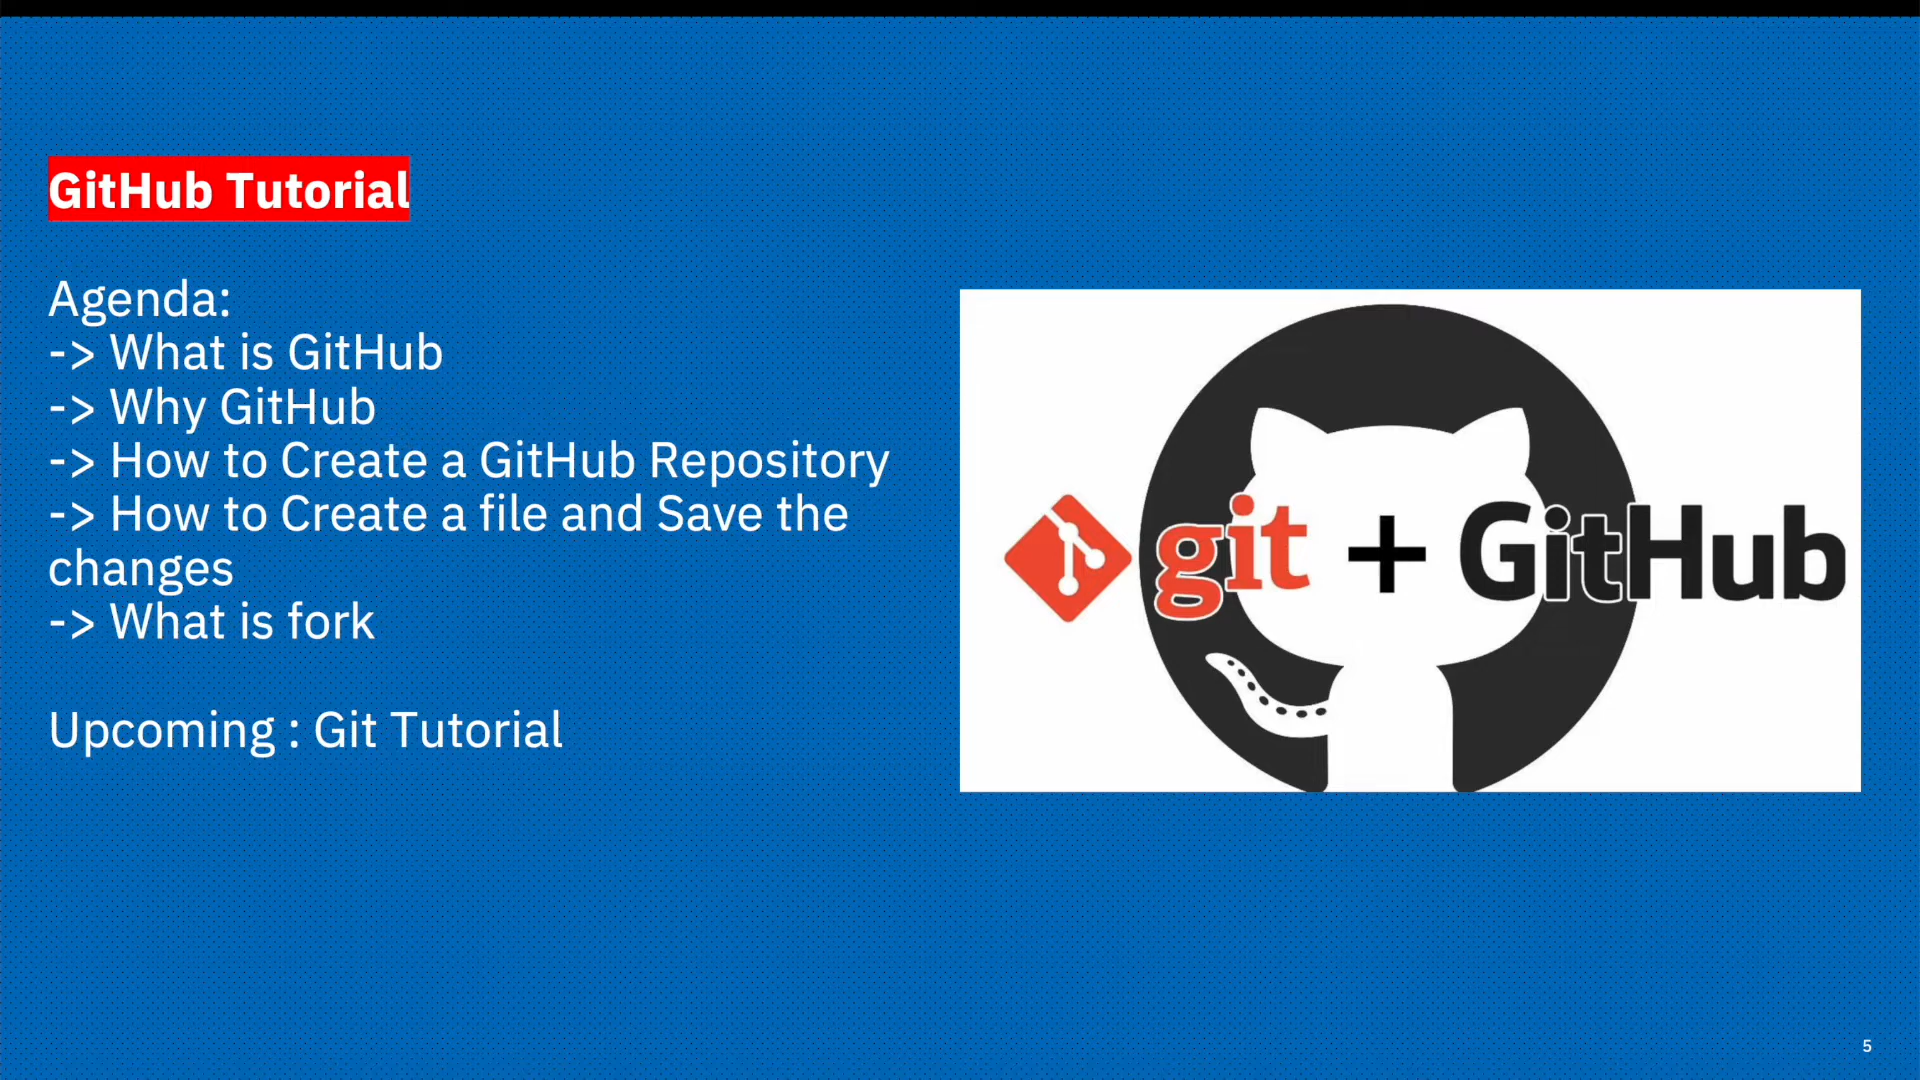 GitHub Tutorial
Agenda:
-> What is GitHub
-> Why GitHub
-> How to Create a GitHub Repository
-> How to Create a file and Save the
changes
-> What is fork
Upcoming : Git Tutorial
git + GitHub
5